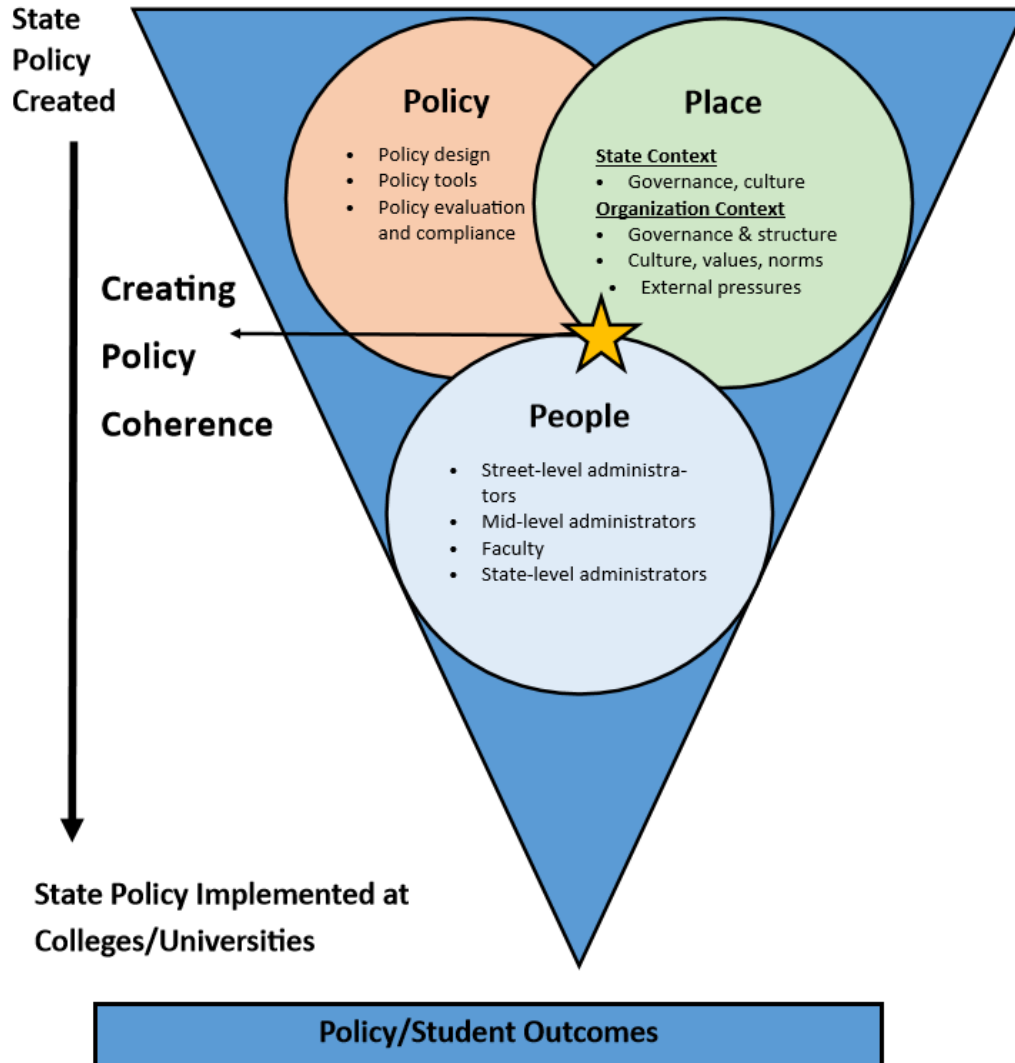 State
Policy
Created
Policy
• Policy design
• Policy tools
• Policy evaluation
and compliance
Place
State Context
• Governance, culture
Organization Context
• Governance & structure
• Culture, values, norms
• External pressures
Creating
Policy
Coherence
People
• Street-level administra-
tors
• Mid-level administrators
• Faculty
• State-level administrators
State Policy Implemented at
Colleges/Universities
Policy/Student Outcomes